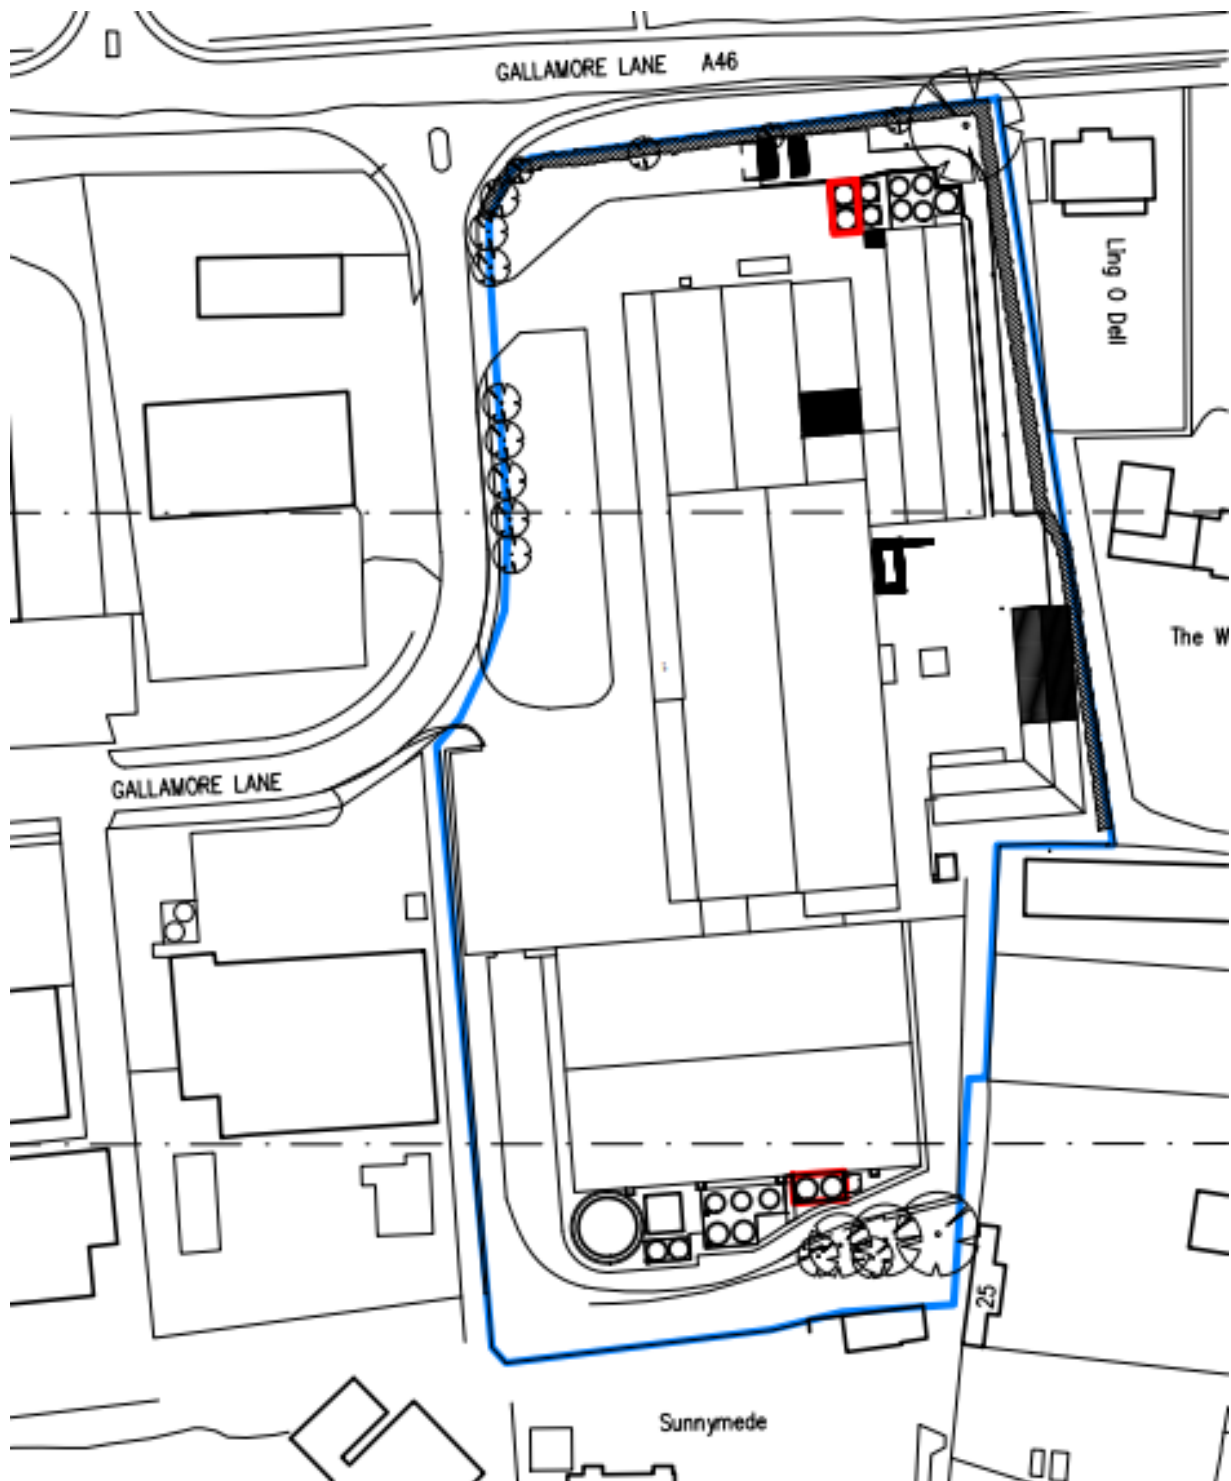 GALLAMORE LANE A46
Ling O Dell
The W
GALLAMORE LANE
25
Sunnymede